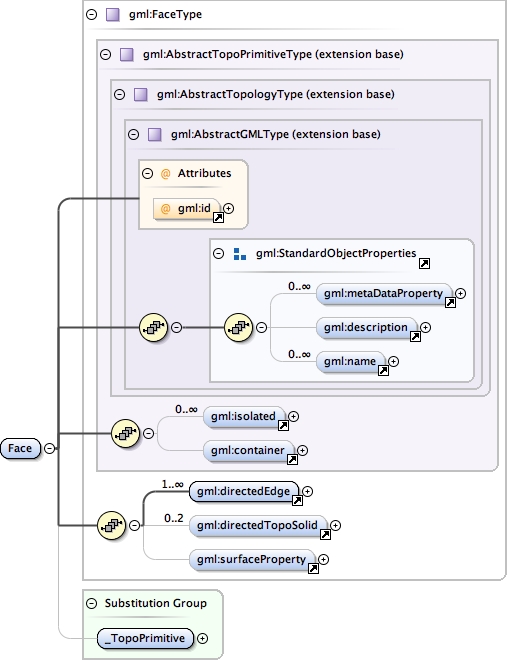 gml:FaceType
gml:AbstractTopoPrimitiveType (extension base)
gml:AbstractTopologyType (extension base)
gml:AbstractGMLType (extension base)
@ Attributes
@ gml:id
gml:StandardObjectProperties
0..∞
gml:metaDataProperty
gml:description
0..∞
gml:name
0..∞
gml:isolated
gml:container
Face
1..∞
gml:directedEdge
0..2
gml:directedTopoSolid
gml:surfaceProperty
Substitution Group
_TopoPrimitive